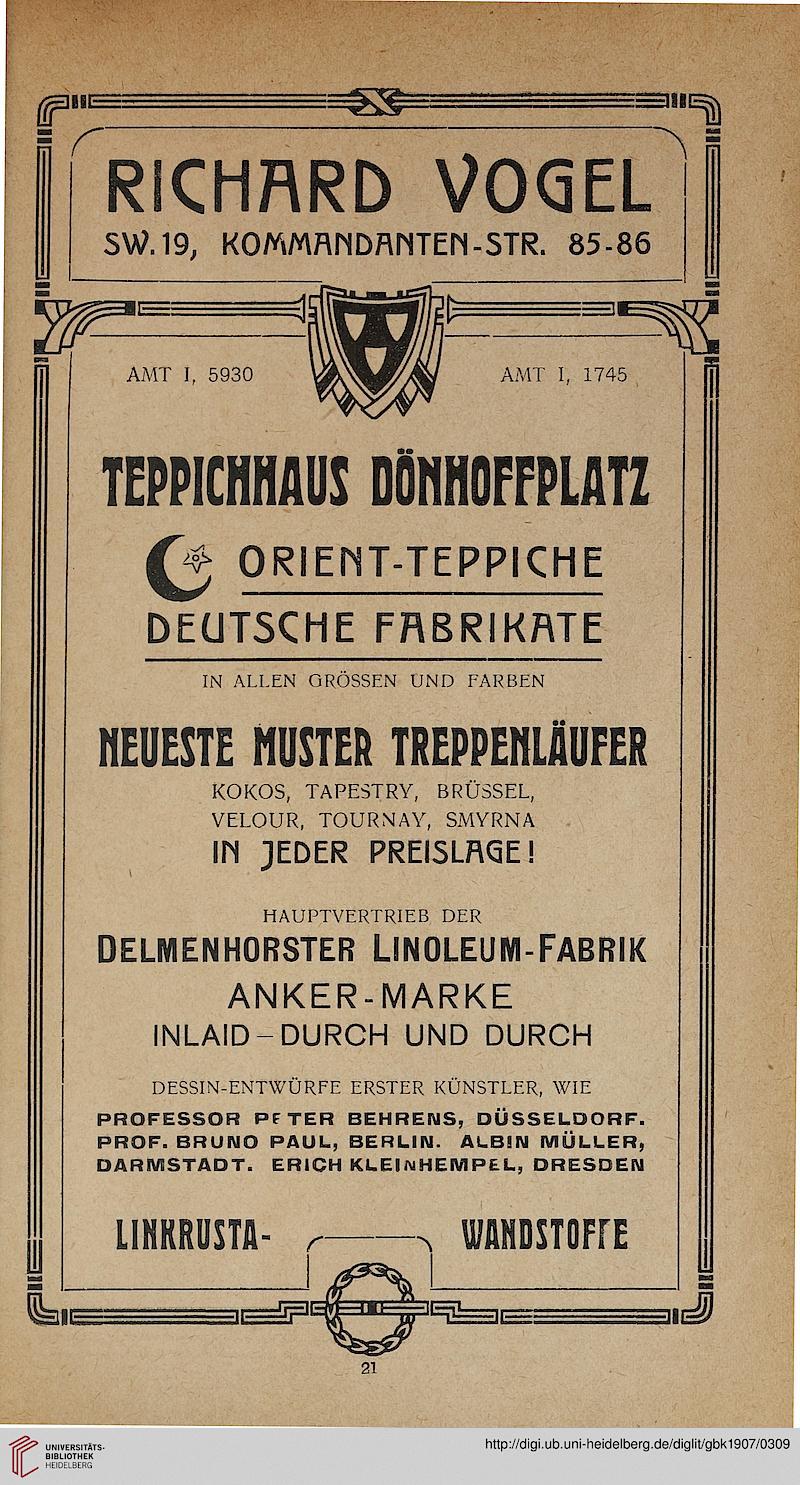 RICHARD VOGEL
SW. 19, KOMMANDANTEN-STR. 85-86
AMT I, 5930 AMT I, 1745
TEPPICHHAUS DÖNHOFFPLATZ
ORIENT-TEPPICHE
DEUTSCHE FABRIKATE
IN ALLEN GRÖSSEN UND FARBEN
NEUESTE MUSTER TREPPENLÄUFER
KOKOS, TAPESTRY, BRÜSSEL,
VELOUR, TOURNAY, SMYRNA
IN JEDER PREISLAGE!
HAUPTVERTRIEB DER
DELMENHORSTER LINOLEUM-FABRIK
ANKER-MARKE
INLAID – DURCH UND DURCH
DESSIN-ENTWÜRFE ERSTER KÜNSTLER, WIE
PROFESSOR PETER BEHRENS, DÜSSELDORF.
PROF. BRUNO PAUL, BERLIN. ALBIN MÜLLER,
DARMSTADT. ERICH KLEINHEMPEL, DRESDEN
LINKRUSTA- WANDSTOFFE
21
UNIVERSITÄTS-
BIBLIOTHEK
HEIDELBERG
http://digi.ub.uni-heidelberg.de/diglit/gbk1907/0309